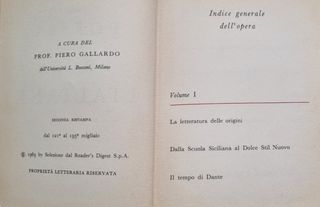 A CURA DEL
PROF. PIERO GALLARDO
dell'Università L. Bocconi, Milano
SECONDA RISTAMPA
dal 121° al 135° migliaio
© 1965 by Selezione dal Reader's Digest S.p.A.
PROPRIETÀ LETTERARIA RISERVATA
Indice generale
dell'opera
Volume I
La letteratura delle origini
Dalla Scuola Siciliana al Dolce Stil Nuovo
Il tempo di Dante